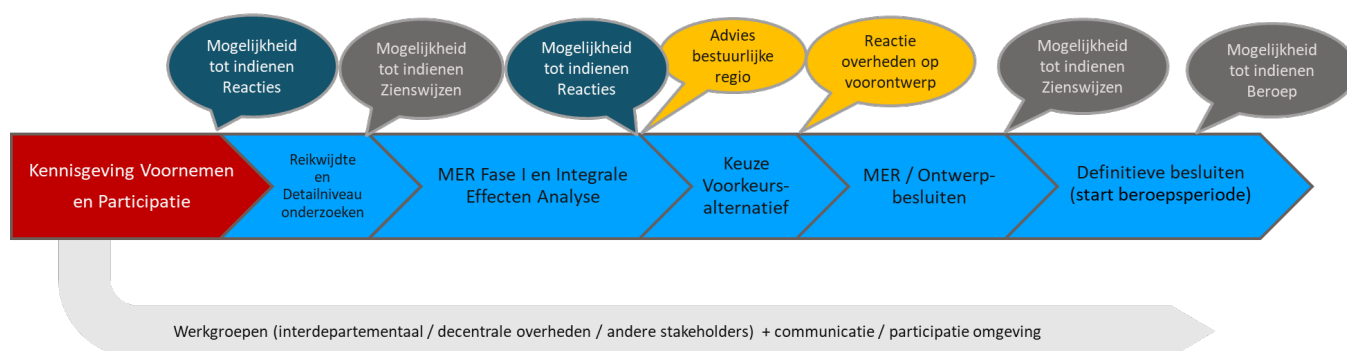 Mogelijkheid
tot indienen
Reacties
Mogelijkheid
tot indienen
Zienswijzen
Mogelijkheid
tot indienen
Reacties
Advies
bestuurlijke
regio
Reactie
overheden op
voorontwerp
Mogelijkheid
tot indienen
Zienswijzen
Mogelijkheid
tot indienen
Beroep
Kennisgeving Voornemen
en Participatie
Reikwijdte
en
Detailniveau
onderzoeken
MER Fase I en Integrale
Effecten Analyse
Keuze
Voorkeurs-
alternatief
MER / Ontwerp-
besluiten
Definitieve besluiten
(start beroepsperiode)
Werkgroepen (interdepartementaal / decentrale overheden / andere stakeholders) + communicatie / participatie omgeving